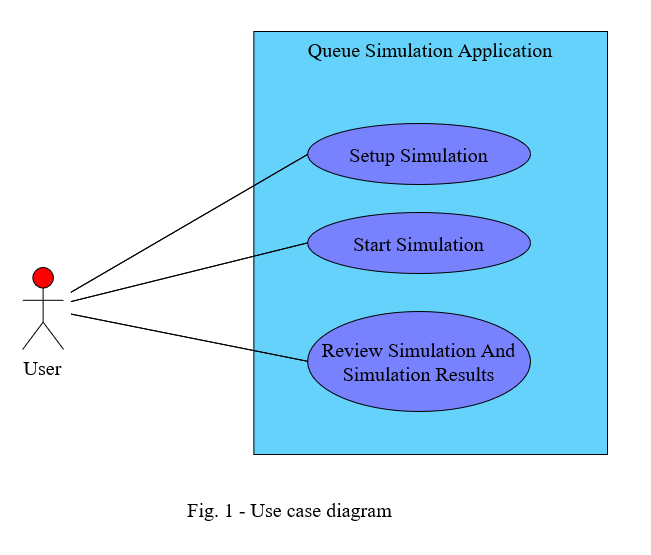 Queue Simulation Application
Setup Simulation
Start Simulation
Review Simulation And
Simulation Results
User
Fig. 1 - Use case diagram